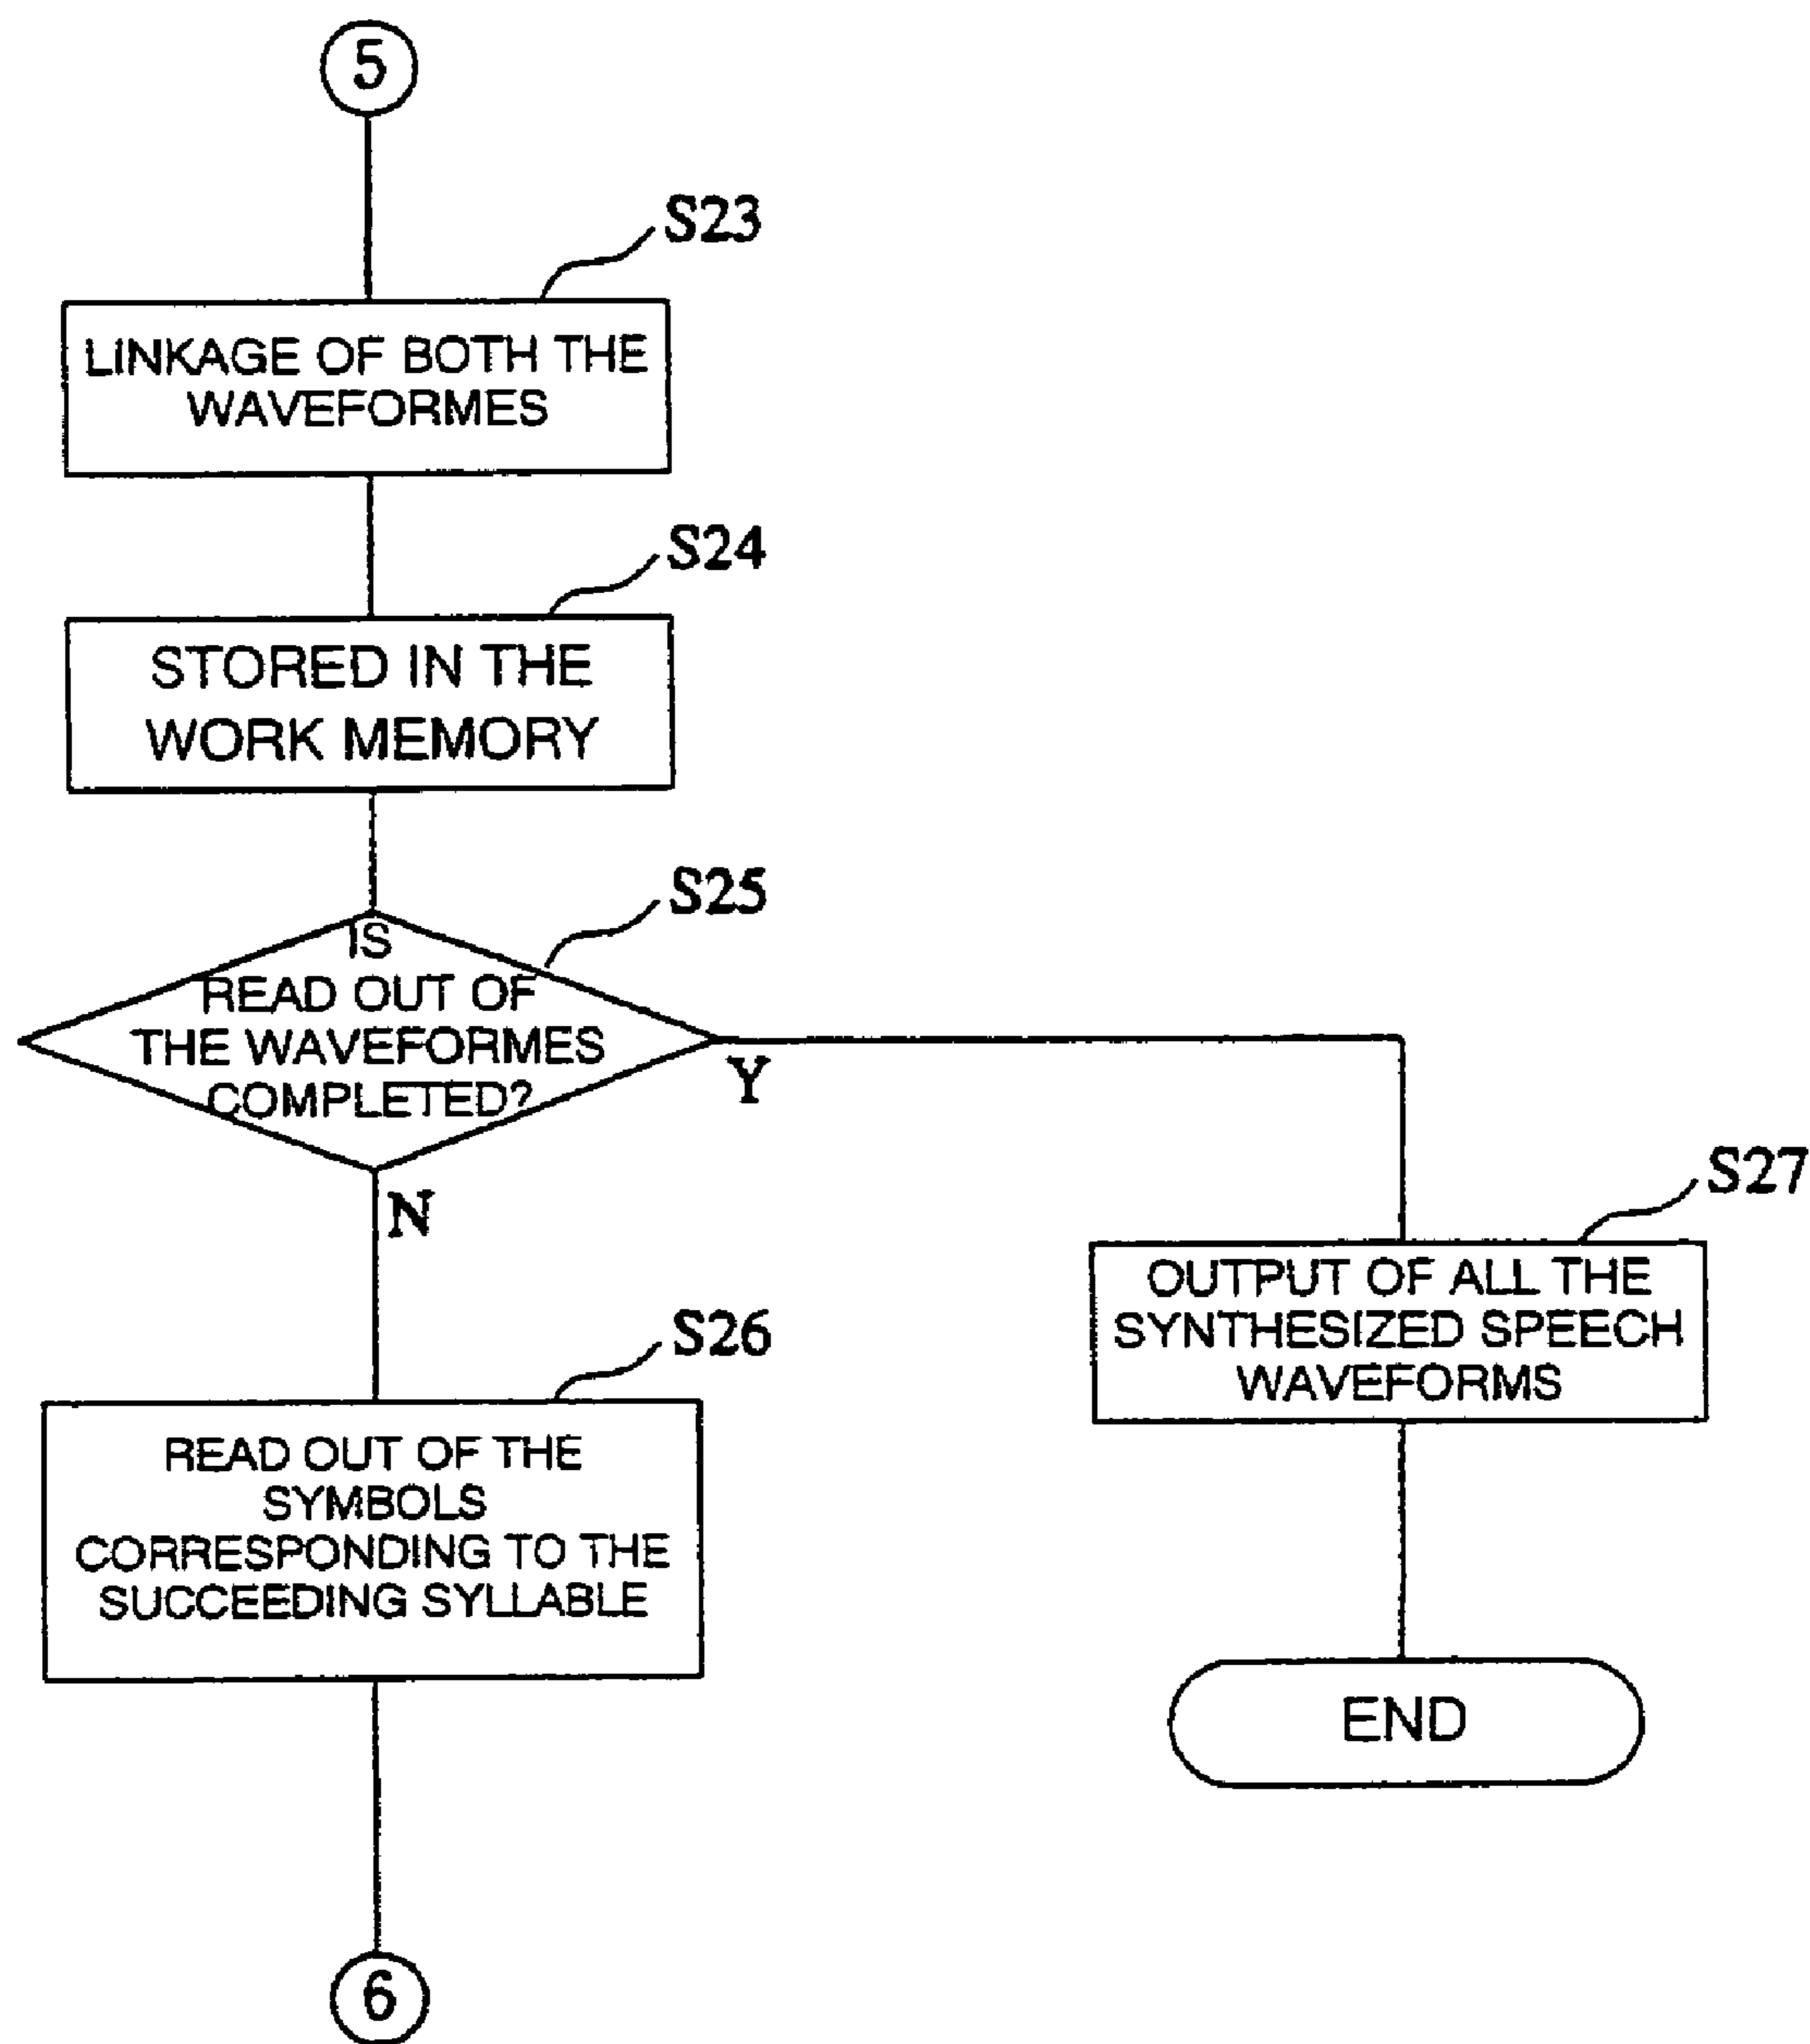 5
S23
LINKAGE OF BOTH THE
WAVEFORMES
S24
STORED IN THE
WORK MEMORY
S25
IS
READ OUT OF
THE WAVEFORMES
COMPLETED?
Y
N
S27
OUTPUT OF ALL THE
SYNTHESIZED SPEECH
WAVEFORMS
S26
READ OUT OF THE
SYMBOLS
CORRESPONDING TO THE
SUCCEEDING SYLLABLE
END
6